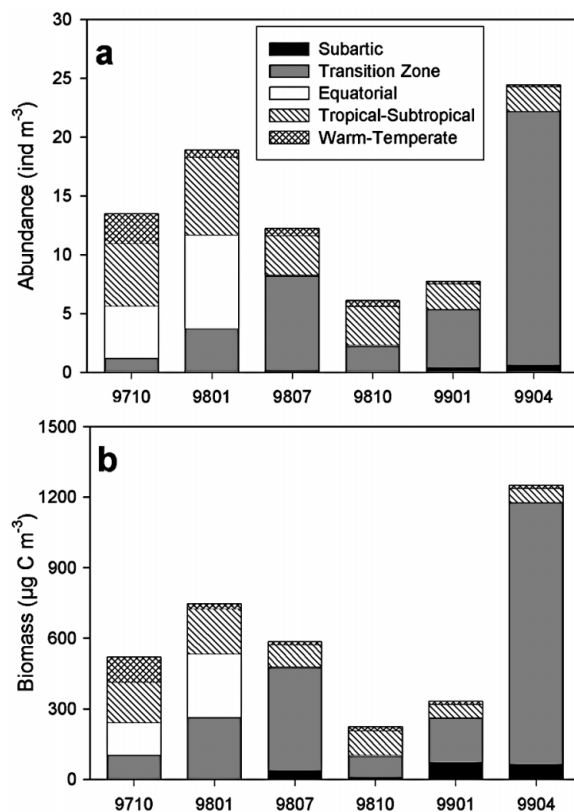 a
Abundance (ind m-3)
30
25
20
15
10
5
0
Subartic
Transition Zone
Equatorial
Tropical-Subtropical
Warm-Temperate
9710 9801 9807 9810 9901 9904
b
Biomass (µg C m-3)
1500
1200
900
600
300
0
9710 9801 9807 9810 9901 9904